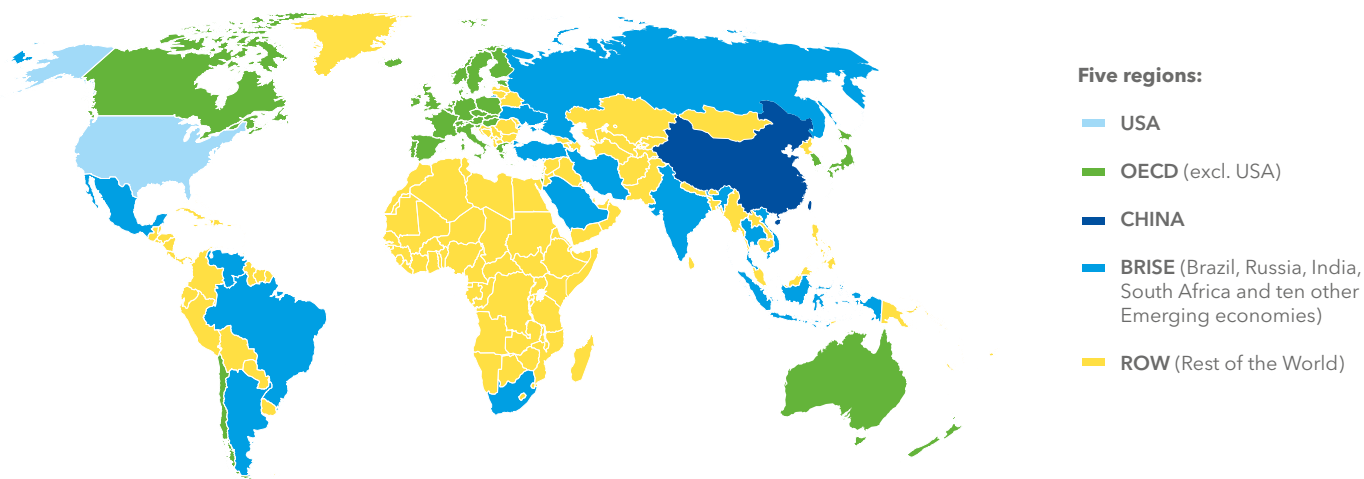 Five regions:
USA
OECD (excl. USA)
CHINA
BRISE (Brazil, Russia, India,
South Africa and ten other
Emerging economies)
ROW (Rest of the World)